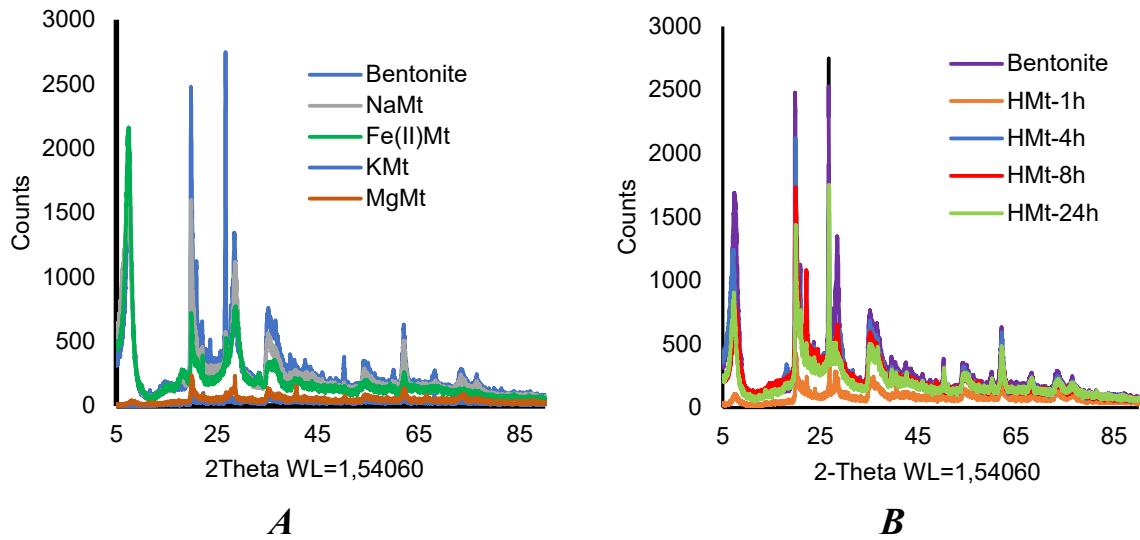 3000
2500
2000
1500
1000
500
0
Counts
Bentonite
NaMt
Fe(II)Mt
KMt
MgMt
5 25 45 65 85
2Theta WL=1,54060
A
3000
2500
2000
1500
1000
500
0
Counts
Bentonite
HMt-1h
HMt-4h
HMt-8h
HMt-24h
5 25 45 65 85
2-Theta WL=1,54060
B